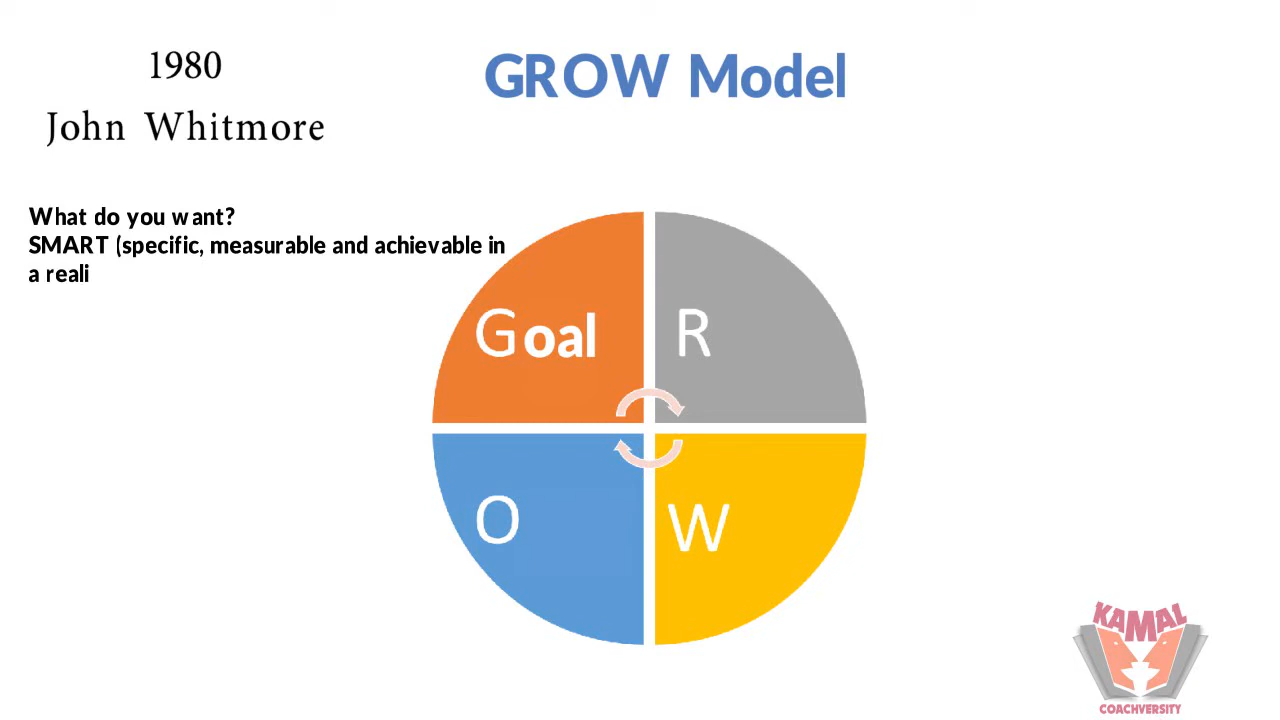 1980
John Whitmore
GROW Model
What do you want?
SMART (specific, measurable and achievable in
a reali
Goal
R
O
W
KAMAL
COACHVERSITY